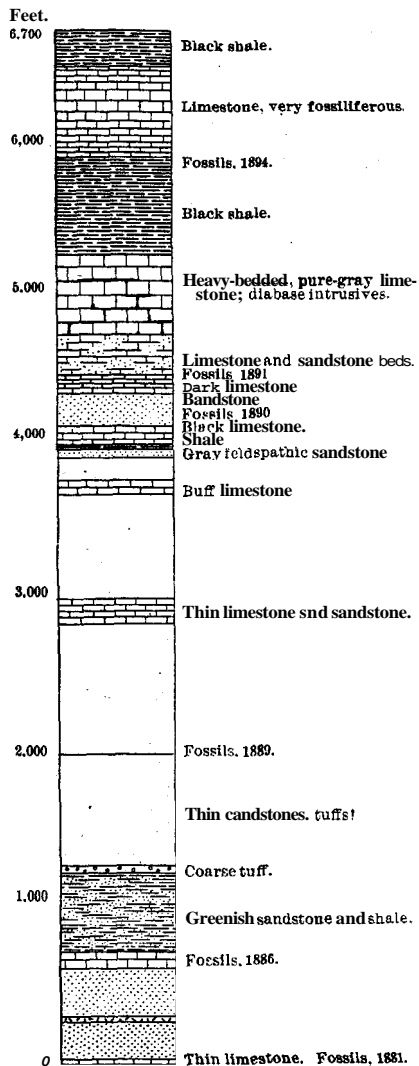 Feet.
6,700
Black shale.
Limestone, very fossiliferous.
6,000
Fossils, 1894.
Black shale.
5,000
Heavy-bedded, pure-gray lime-
stone; diabase intrusives.
Limestone and sandstone beds.
Fossils 1891
Dark limestone
Bandstone
Fossils 1890
4,000
Black limestone.
Shale
Gray feldspathic sandstone
Buff limestone
3,000
Thin limestone snd sandstone.
2,000
Fossils, 1889.
Thin candstones. tuffs!
Coarse tuff.
1.000
Greenish sandstone and shale.
Fossils, 1886.
0
Thin limestone. Fossils, 1881.